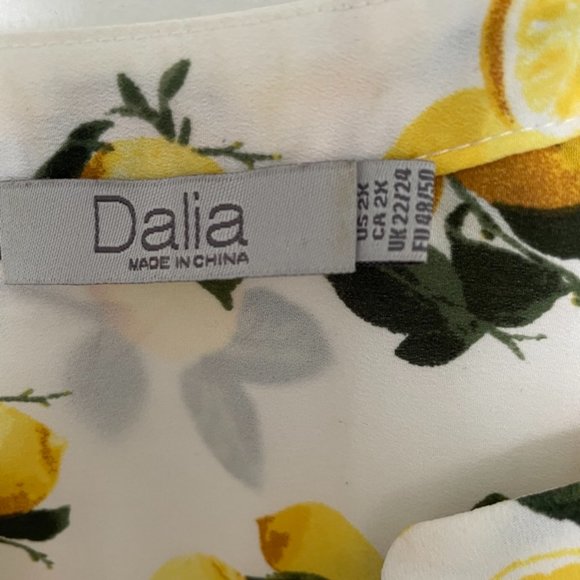 Dalia
MADE IN CHINA
US 2X
CA 2X
UK 22/24
EU 48/50